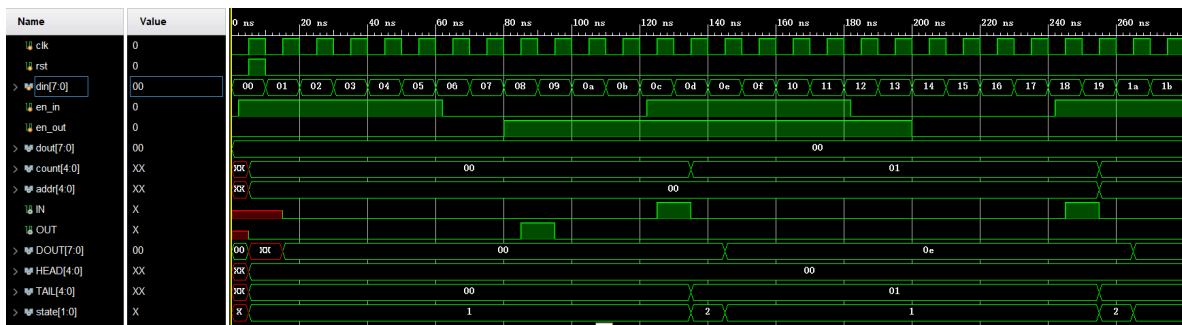 Name Value 0 ns 20 ns 40 ns 60 ns 80 ns 100 ns 120 ns 140 ns 160 ns 180 ns 200 ns 220 ns 240 ns 260 ns
clk 0
rst 0
din[7:0] 00 00 01 02 03 04 05 06 07 08 09 0a 0b 0c 0d 0e 0f 10 11 12 13 14 15 16 17 18 19 1a 1b
en_in 0
en_out 0
dout[7:0] 00 00
count[4:0] XX XX 00 01
addr[4:0] XX XX 00
IN X
OUT X
DOUT[7:0] 00 00 XX 00 0e
HEAD[4:0] XX XX 00
TAIL[4:0] XX XX 00 01
state[1:0] X X 1 2 1 2